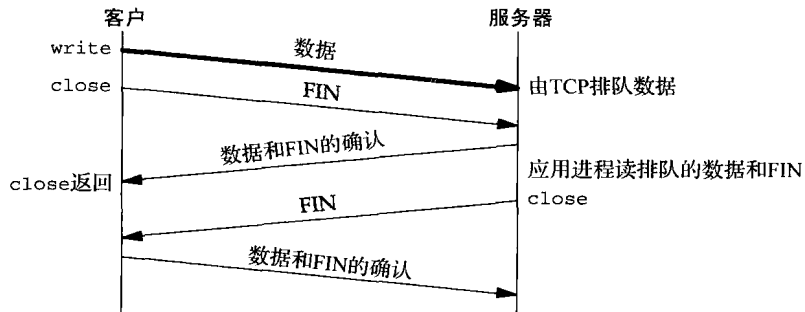 客户
服务器
write
数据
由TCP排队数据
close
FIN
数据和FIN的确认
close返回
应用进程读排队的数据和FIN
close
FIN
数据和FIN的确认